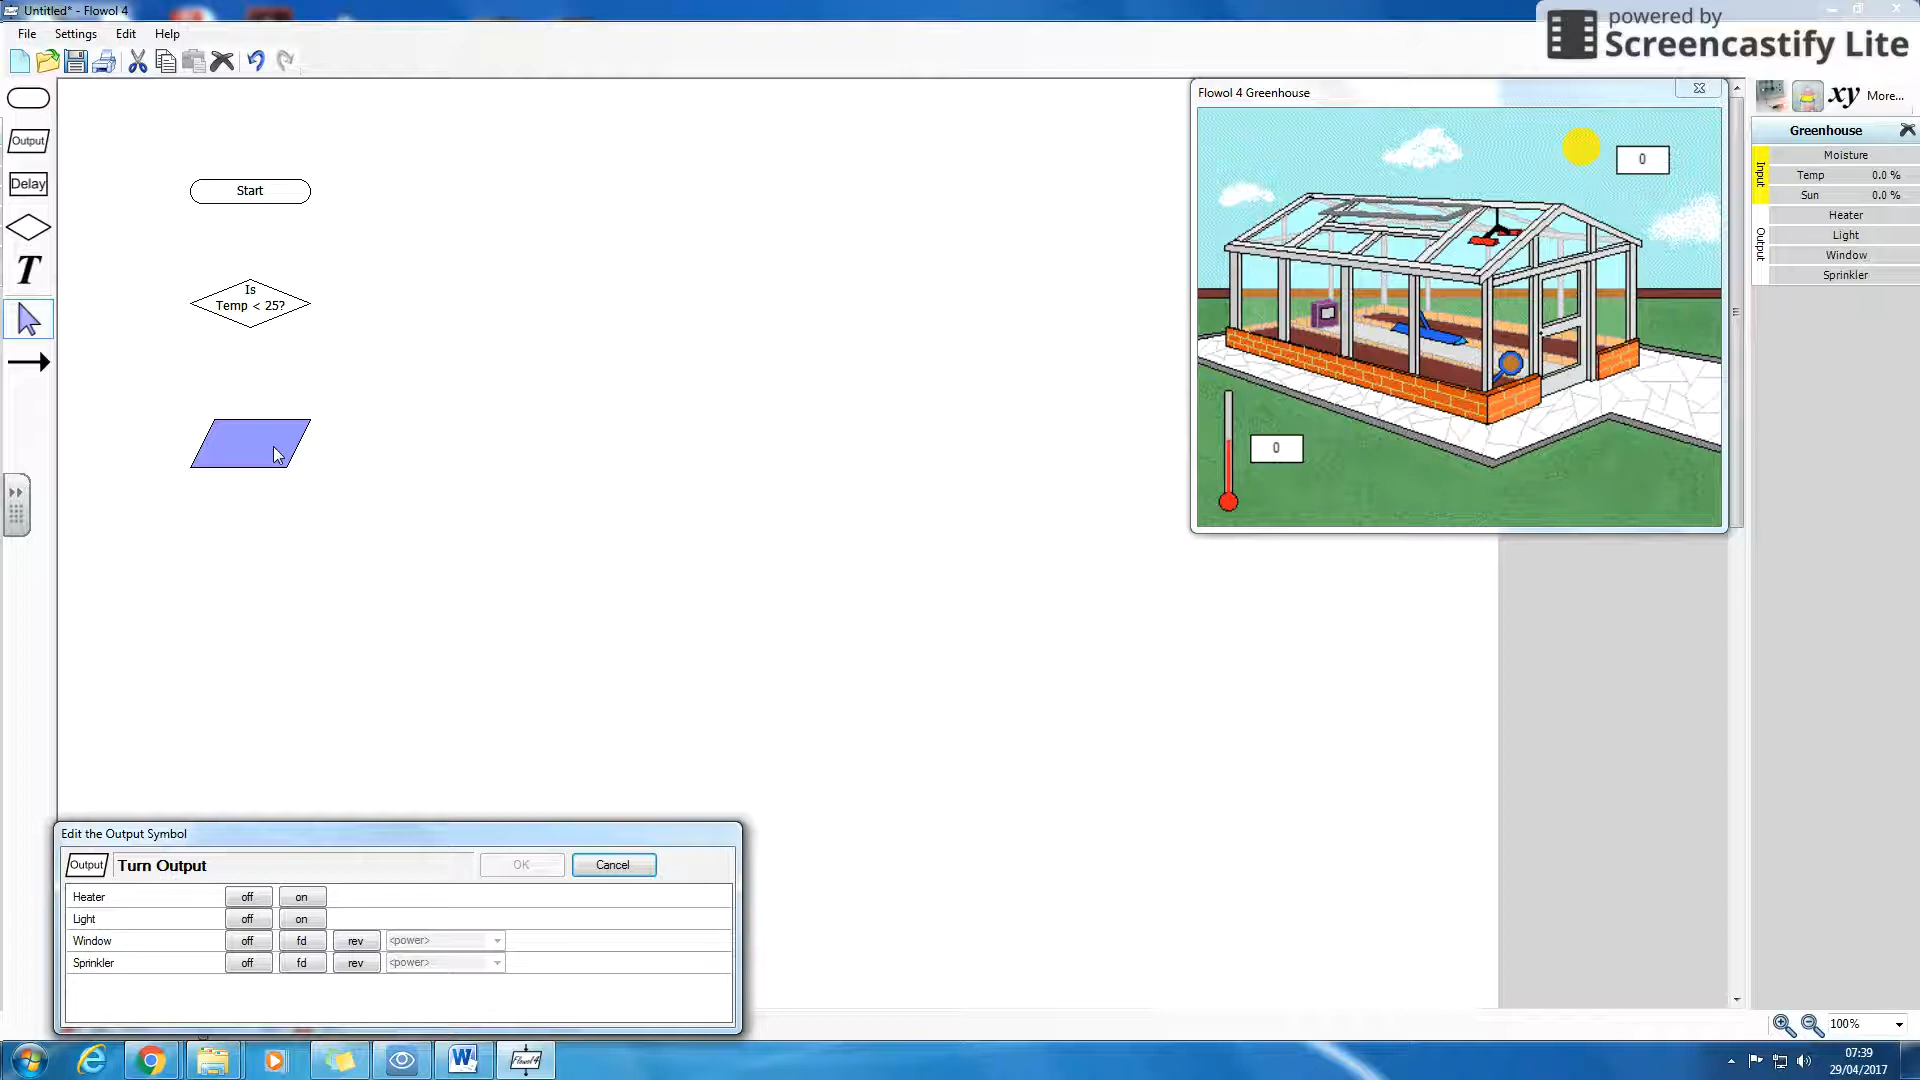 Untitled* - Flowol 4
powered by
Screencastify Lite
File Settings Edit Help
Output
Delay
T
Start
Is
Temp < 25?
Flowol 4 Greenhouse
0
0
xy More...
Greenhouse
Input
Moisture
Temp 0.0 %
Sun 0.0 %
Output
Heater
Light
Window
Sprinkler
Edit the Output Symbol
Output Turn Output OK Cancel
Heater off on
Light off on
Window off fd rev <power>
Sprinkler off fd rev <power>
100%
W
Flowol 4
07:39
29/04/2017